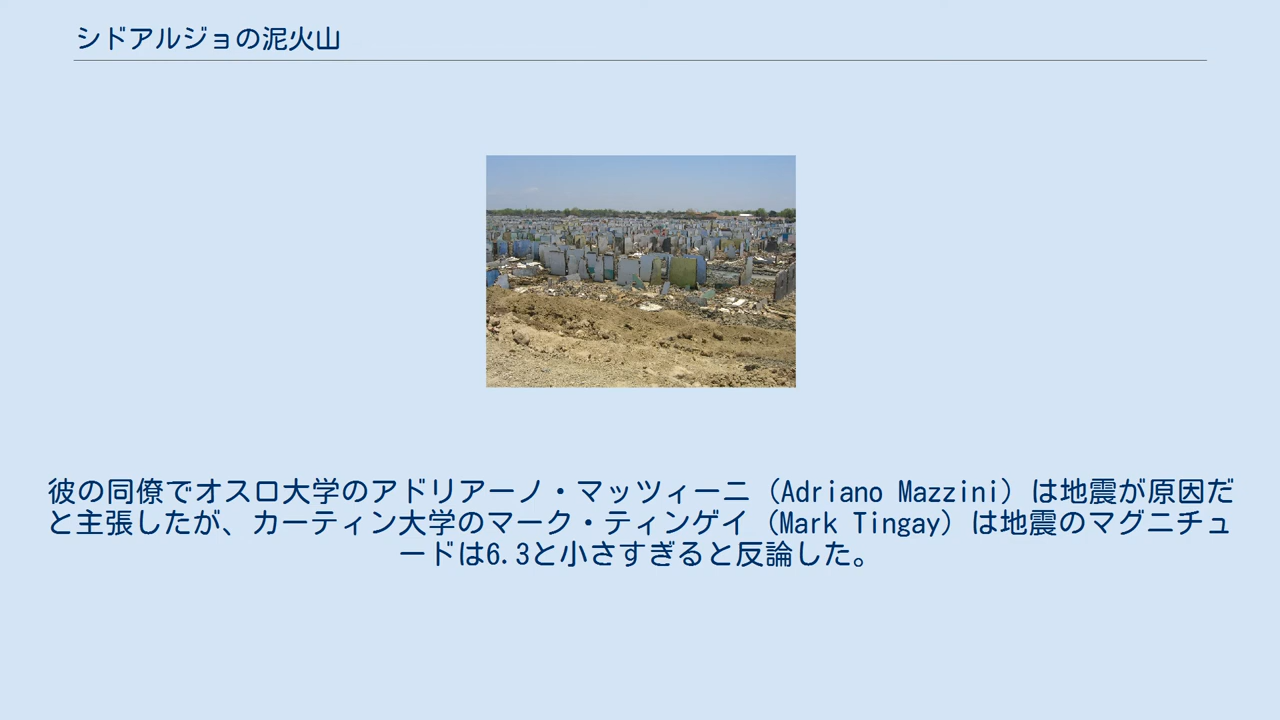 シドアルジョの泥火山
彼の同僚でオスロ大学のアドリアーノ・マッツィーニ（Adriano Mazzini）は地震が原因だ
と主張したが、カーティン大学のマーク・ティンゲイ（Mark Tingay）は地震のマグニチュ
ードは6.3と小さすぎると反論した。